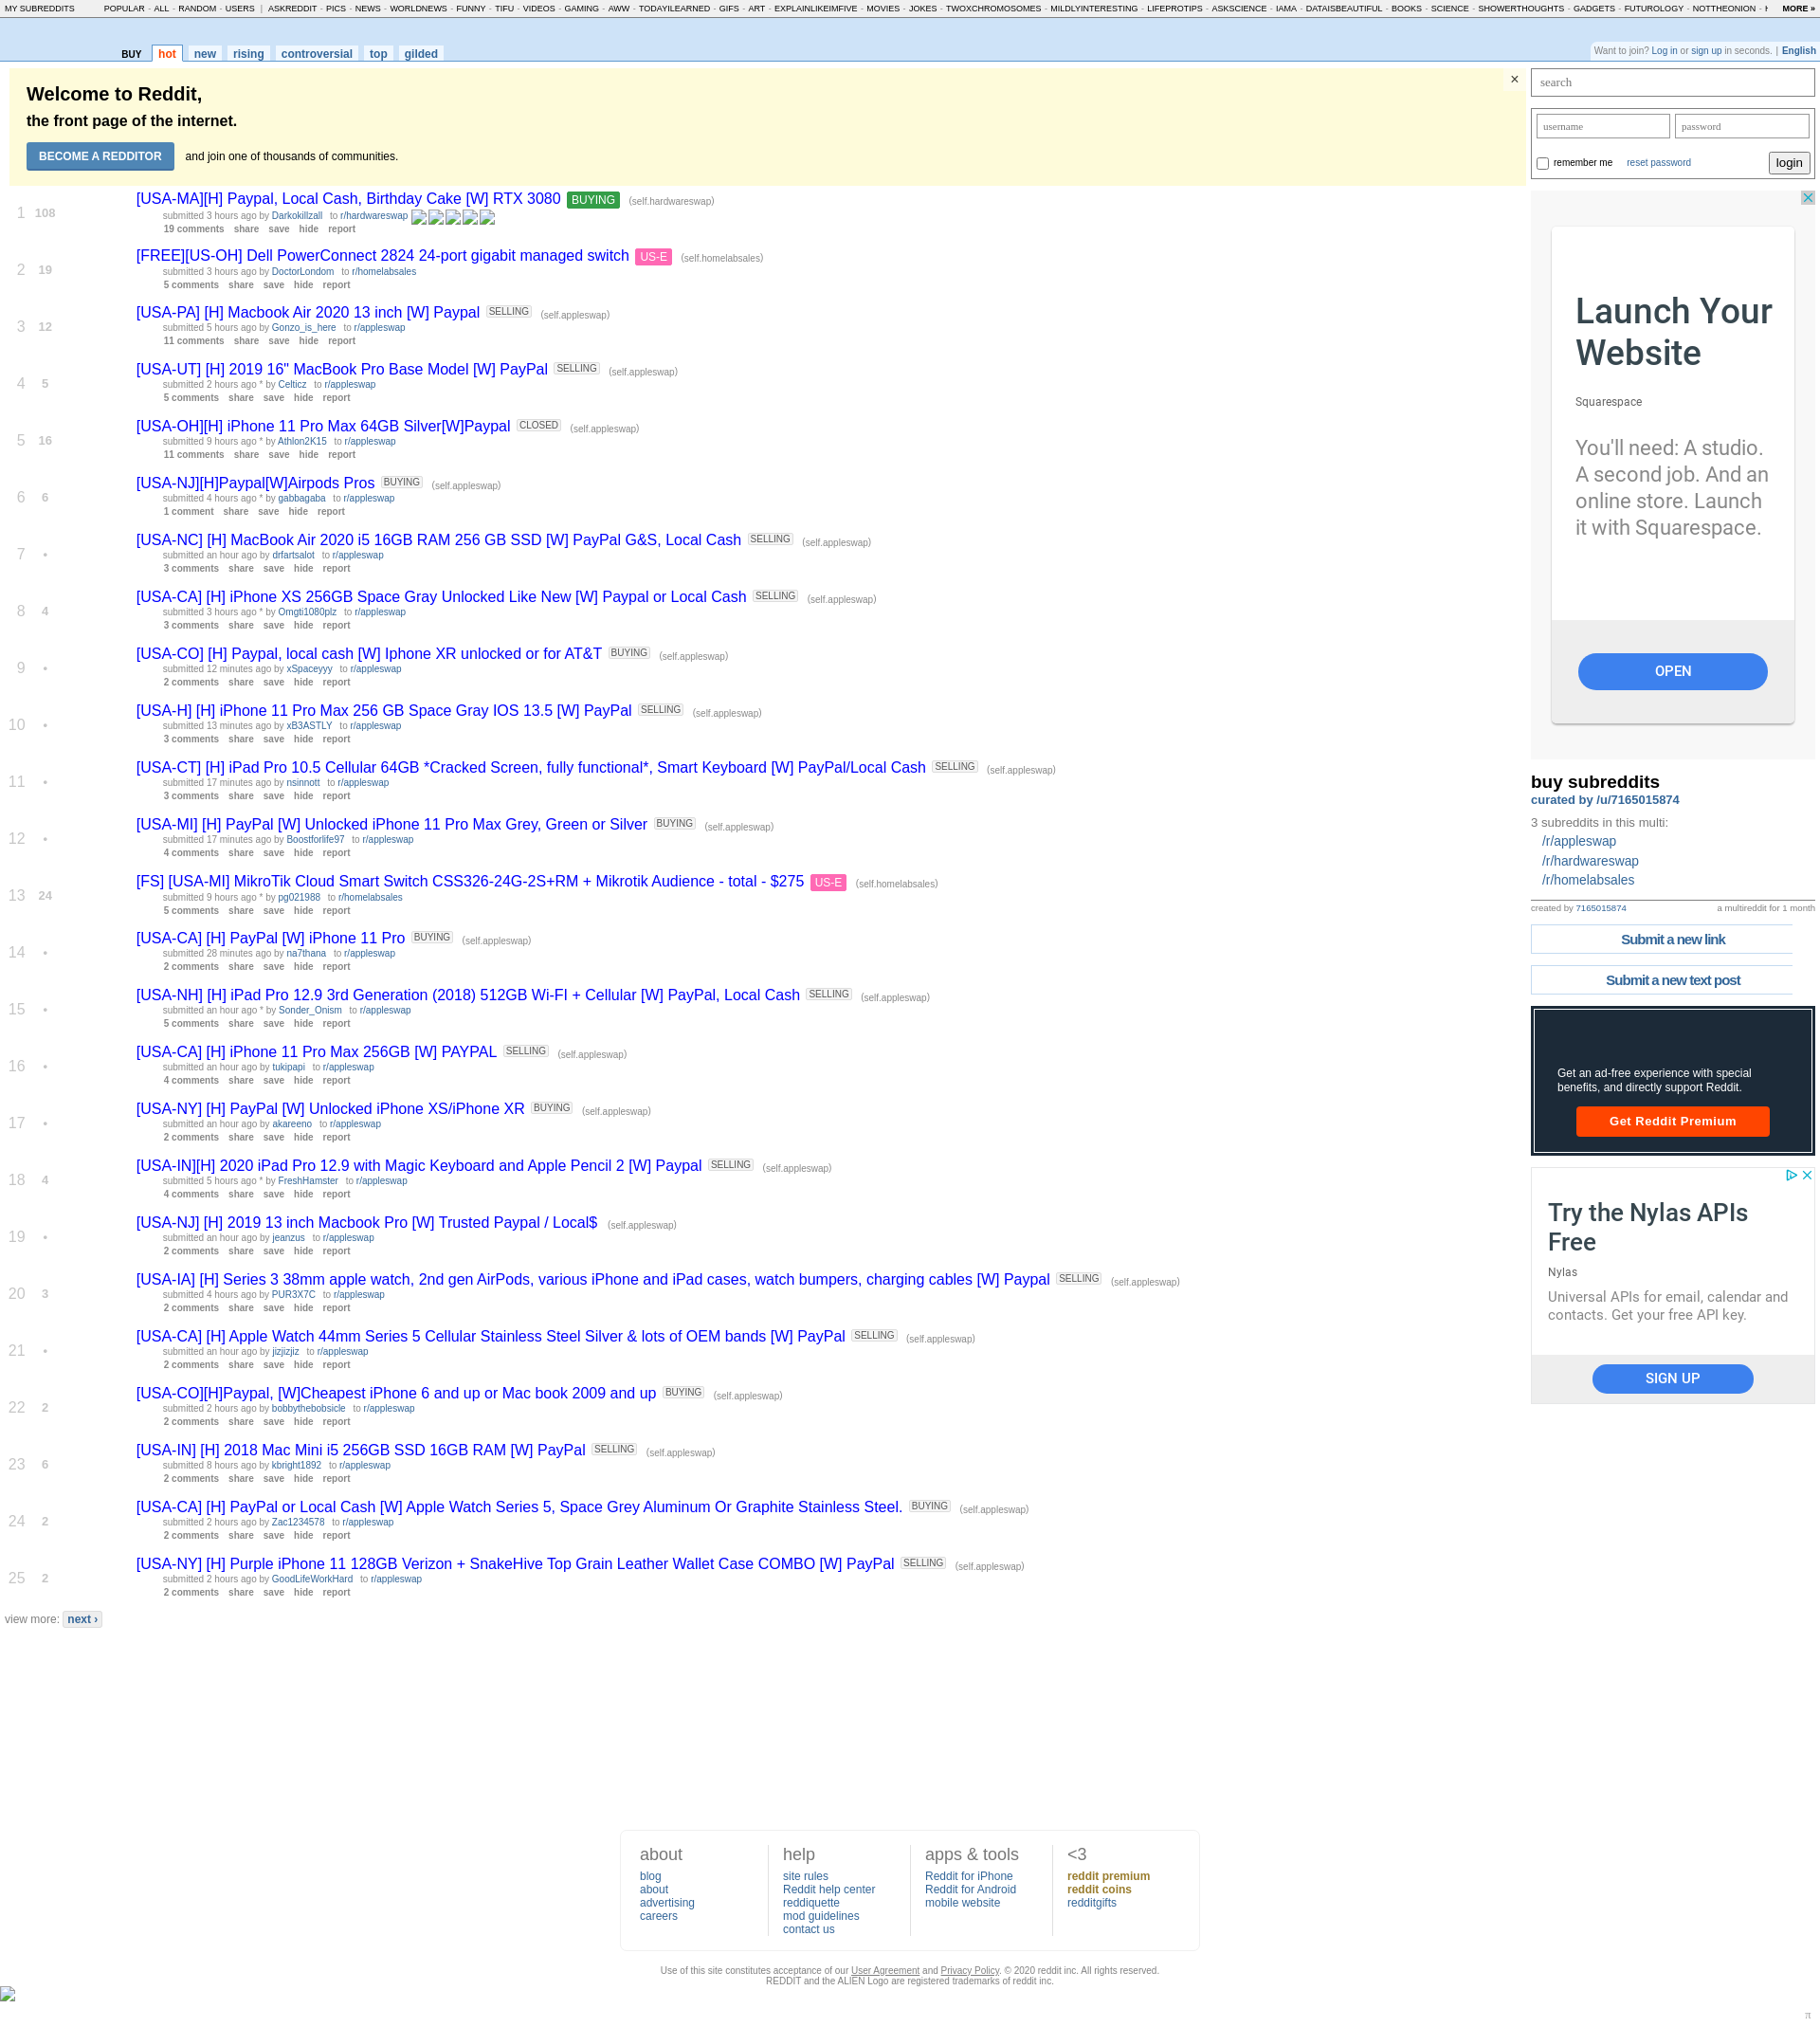 MY SUBREDDITS POPULAR - ALL - RANDOM - USERS | ASKREDDIT - PICS - NEWS - WORLDNEWS - FUNNY - TIFU - VIDEOS - GAMING - AWW - TODAYILEARNED - GIFS - ART - EXPLAINLIKEIMFIVE - MOVIES - JOKES - TWOXCHROMOSOMES - MILDLYINTERESTING - LIFEPROTIPS - ASKSCIENCE - IAMA - DATAISBEAUTIFUL - BOOKS - SCIENCE - SHOWERTHOUGHTS - GADGETS - FUTUROLOGY - NOTTHEONION - MORE »
BUY hot new rising controversial top gilded
Want to join? Log in or sign up in seconds. | English
Welcome to Reddit,
the front page of the internet.
BECOME A REDDITOR and join one of thousands of communities.
×
1 108 [USA-MA][H] Paypal, Local Cash, Birthday Cake [W] RTX 3080 BUYING (self.hardwareswap)
submitted 3 hours ago by Darkokillzall to r/hardwareswap
19 comments share save hide report
2 19 [FREE][US-OH] Dell PowerConnect 2824 24-port gigabit managed switch US-E (self.homelabsales)
submitted 3 hours ago by DoctorLondom to r/homelabsales
5 comments share save hide report
3 12 [USA-PA] [H] Macbook Air 2020 13 inch [W] Paypal SELLING (self.appleswap)
submitted 5 hours ago by Gonzo_is_here to r/appleswap
11 comments share save hide report
4 5 [USA-UT] [H] 2019 16" MacBook Pro Base Model [W] PayPal SELLING (self.appleswap)
submitted 2 hours ago * by Celticz to r/appleswap
5 comments share save hide report
5 16 [USA-OH][H] iPhone 11 Pro Max 64GB Silver[W]Paypal CLOSED (self.appleswap)
submitted 9 hours ago * by Athlon2K15 to r/appleswap
11 comments share save hide report
6 6 [USA-NJ][H]Paypal[W]Airpods Pros BUYING (self.appleswap)
submitted 4 hours ago * by gabbagaba to r/appleswap
1 comment share save hide report
7 • [USA-NC] [H] MacBook Air 2020 i5 16GB RAM 256 GB SSD [W] PayPal G&S, Local Cash SELLING (self.appleswap)
submitted an hour ago by drfartsalot to r/appleswap
3 comments share save hide report
8 4 [USA-CA] [H] iPhone XS 256GB Space Gray Unlocked Like New [W] Paypal or Local Cash SELLING (self.appleswap)
submitted 3 hours ago * by Omgti1080plz to r/appleswap
3 comments share save hide report
9 • [USA-CO] [H] Paypal, local cash [W] Iphone XR unlocked or for AT&T BUYING (self.appleswap)
submitted 12 minutes ago by xSpaceyyy to r/appleswap
2 comments share save hide report
10 • [USA-H] [H] iPhone 11 Pro Max 256 GB Space Gray IOS 13.5 [W] PayPal SELLING (self.appleswap)
submitted 13 minutes ago by xB3ASTLY to r/appleswap
3 comments share save hide report
11 • [USA-CT] [H] iPad Pro 10.5 Cellular 64GB *Cracked Screen, fully functional*, Smart Keyboard [W] PayPal/Local Cash SELLING (self.appleswap)
submitted 17 minutes ago by nsinnott to r/appleswap
3 comments share save hide report
12 • [USA-MI] [H] PayPal [W] Unlocked iPhone 11 Pro Max Grey, Green or Silver BUYING (self.appleswap)
submitted 17 minutes ago by Boostforlife97 to r/appleswap
4 comments share save hide report
13 24 [FS] [USA-MI] MikroTik Cloud Smart Switch CSS326-24G-2S+RM + Mikrotik Audience - total - $275 US-E (self.homelabsales)
submitted 9 hours ago * by pg021988 to r/homelabsales
5 comments share save hide report
14 • [USA-CA] [H] PayPal [W] iPhone 11 Pro BUYING (self.appleswap)
submitted 28 minutes ago by na7thana to r/appleswap
2 comments share save hide report
15 • [USA-NH] [H] iPad Pro 12.9 3rd Generation (2018) 512GB Wi-FI + Cellular [W] PayPal, Local Cash SELLING (self.appleswap)
submitted an hour ago * by Sonder_Onism to r/appleswap
5 comments share save hide report
16 • [USA-CA] [H] iPhone 11 Pro Max 256GB [W] PAYPAL SELLING (self.appleswap)
submitted an hour ago by tukipapi to r/appleswap
4 comments share save hide report
17 • [USA-NY] [H] PayPal [W] Unlocked iPhone XS/iPhone XR BUYING (self.appleswap)
submitted an hour ago by akareeno to r/appleswap
2 comments share save hide report
18 4 [USA-IN][H] 2020 iPad Pro 12.9 with Magic Keyboard and Apple Pencil 2 [W] Paypal SELLING (self.appleswap)
submitted 5 hours ago * by FreshHamster to r/appleswap
4 comments share save hide report
19 • [USA-NJ] [H] 2019 13 inch Macbook Pro [W] Trusted Paypal / Local$ (self.appleswap)
submitted an hour ago by jeanzus to r/appleswap
2 comments share save hide report
20 3 [USA-IA] [H] Series 3 38mm apple watch, 2nd gen AirPods, various iPhone and iPad cases, watch bumpers, charging cables [W] Paypal SELLING (self.appleswap)
submitted 4 hours ago by PUR3X7C to r/appleswap
2 comments share save hide report
21 • [USA-CA] [H] Apple Watch 44mm Series 5 Cellular Stainless Steel Silver & lots of OEM bands [W] PayPal SELLING (self.appleswap)
submitted an hour ago by jizjizjiz to r/appleswap
2 comments share save hide report
22 2 [USA-CO][H]Paypal, [W]Cheapest iPhone 6 and up or Mac book 2009 and up BUYING (self.appleswap)
submitted 2 hours ago by bobbythebobsicle to r/appleswap
2 comments share save hide report
23 6 [USA-IN] [H] 2018 Mac Mini i5 256GB SSD 16GB RAM [W] PayPal SELLING (self.appleswap)
submitted 8 hours ago by kbright1892 to r/appleswap
2 comments share save hide report
24 2 [USA-CA] [H] PayPal or Local Cash [W] Apple Watch Series 5, Space Grey Aluminum Or Graphite Stainless Steel. BUYING (self.appleswap)
submitted 2 hours ago by Zac1234578 to r/appleswap
2 comments share save hide report
25 2 [USA-NY] [H] Purple iPhone 11 128GB Verizon + SnakeHive Top Grain Leather Wallet Case COMBO [W] PayPal SELLING (self.appleswap)
submitted 2 hours ago by GoodLifeWorkHard to r/appleswap
2 comments share save hide report
view more: next ›
search
username password
remember me reset password login
Launch Your
Website
Squarespace
You'll need: A studio.
A second job. And an
online store. Launch
it with Squarespace.
OPEN
buy subreddits
curated by /u/7165015874
3 subreddits in this multi:
/r/appleswap
/r/hardwareswap
/r/homelabsales
created by 7165015874 a multireddit for 1 month
Submit a new link
Submit a new text post
Get an ad-free experience with special
benefits, and directly support Reddit.
Get Reddit Premium
Try the Nylas APIs
Free
Nylas
Universal APIs for email, calendar and
contacts. Get your free API key.
SIGN UP
about
blog
about
advertising
careers
help
site rules
Reddit help center
reddiquette
mod guidelines
contact us
apps & tools
Reddit for iPhone
Reddit for Android
mobile website
<3
reddit premium
reddit coins
redditgifts
Use of this site constitutes acceptance of our User Agreement and Privacy Policy. © 2020 reddit inc. All rights reserved.
REDDIT and the ALIEN Logo are registered trademarks of reddit inc.
π